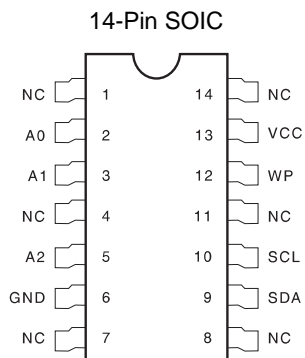 14-Pin SOIC
NC 1 14 NC
A0 2 13 VCC
A1 3 12 WP
NC 4 11 NC
A2 5 10 SCL
GND 6 9 SDA
NC 7 8 NC